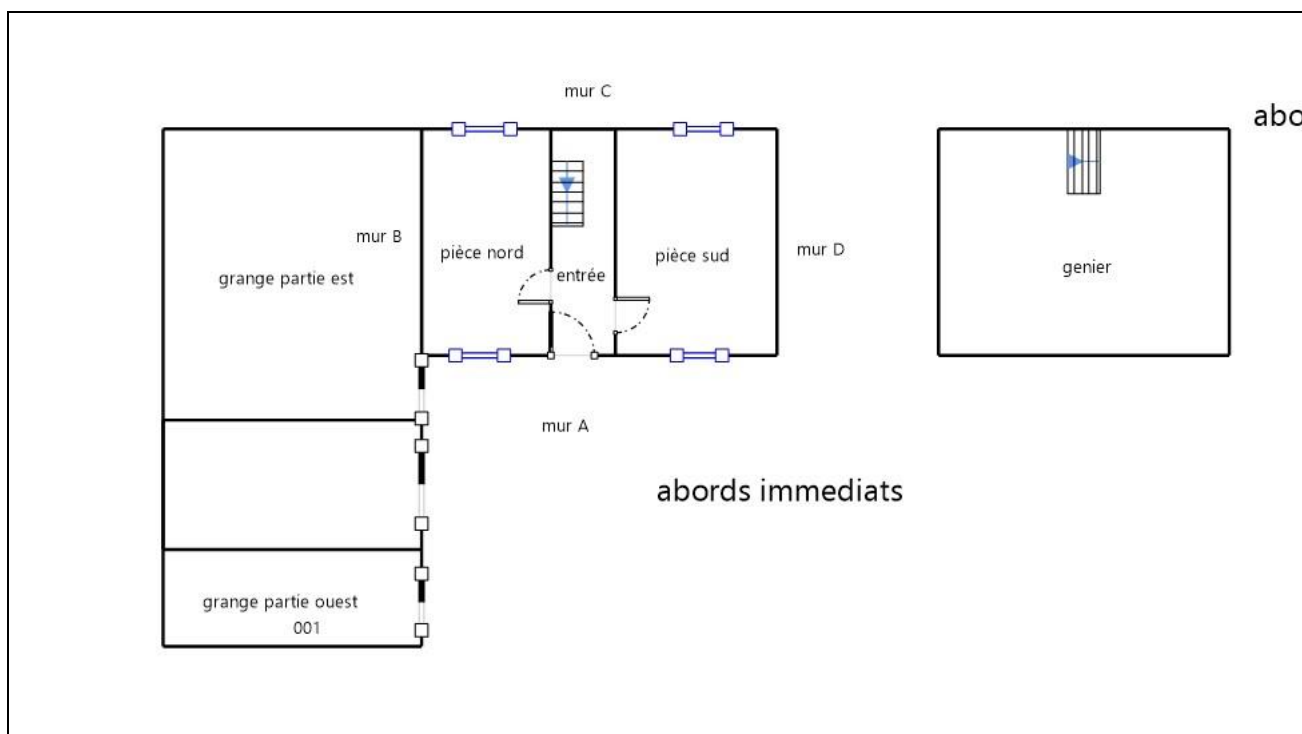 mur C
abo
mur B
pièce nord
entrée
pièce sud
mur D
grange partie est
genier
mur A
abords immediats
grange partie ouest
001